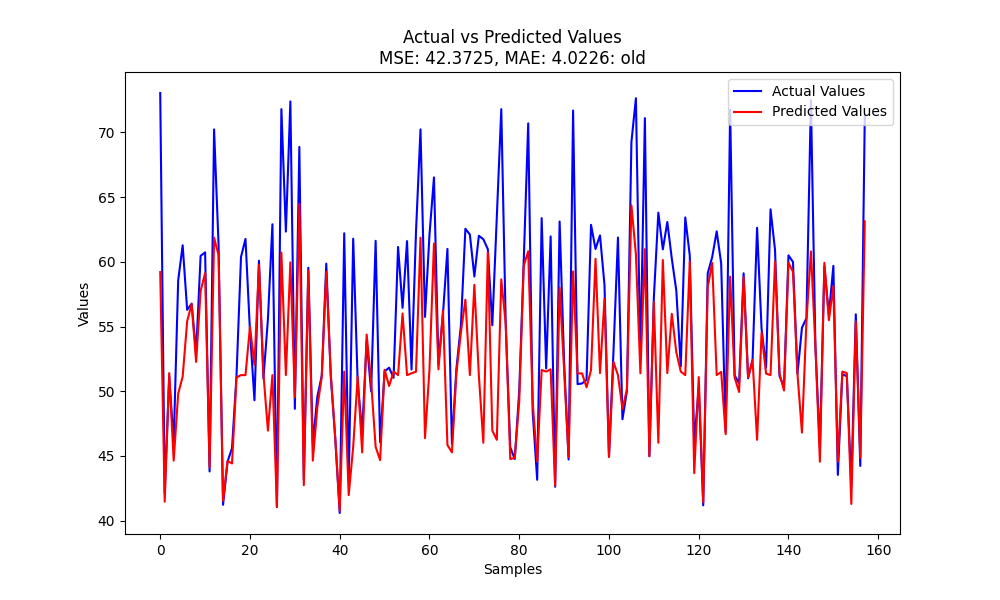 Actual vs Predicted Values
MSE: 42.3725, MAE: 4.0226: old
Actual Values
Predicted Values
Values
70
65
60
55
50
45
40
0 20 40 60 80 100 120 140 160
Samples